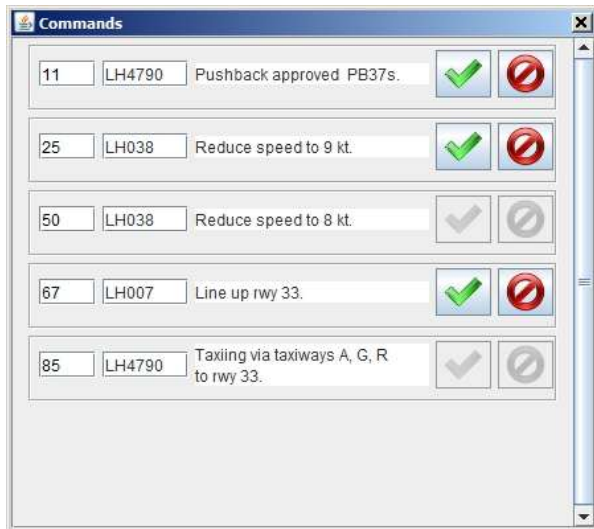 Commands
11 LH4790 Pushback approved PB37s.
25 LH038 Reduce speed to 9 kt.
50 LH038 Reduce speed to 8 kt.
67 LH007 Line up rwy 33.
85 LH4790 Taxiing via taxiways A, G, R
to rwy 33.